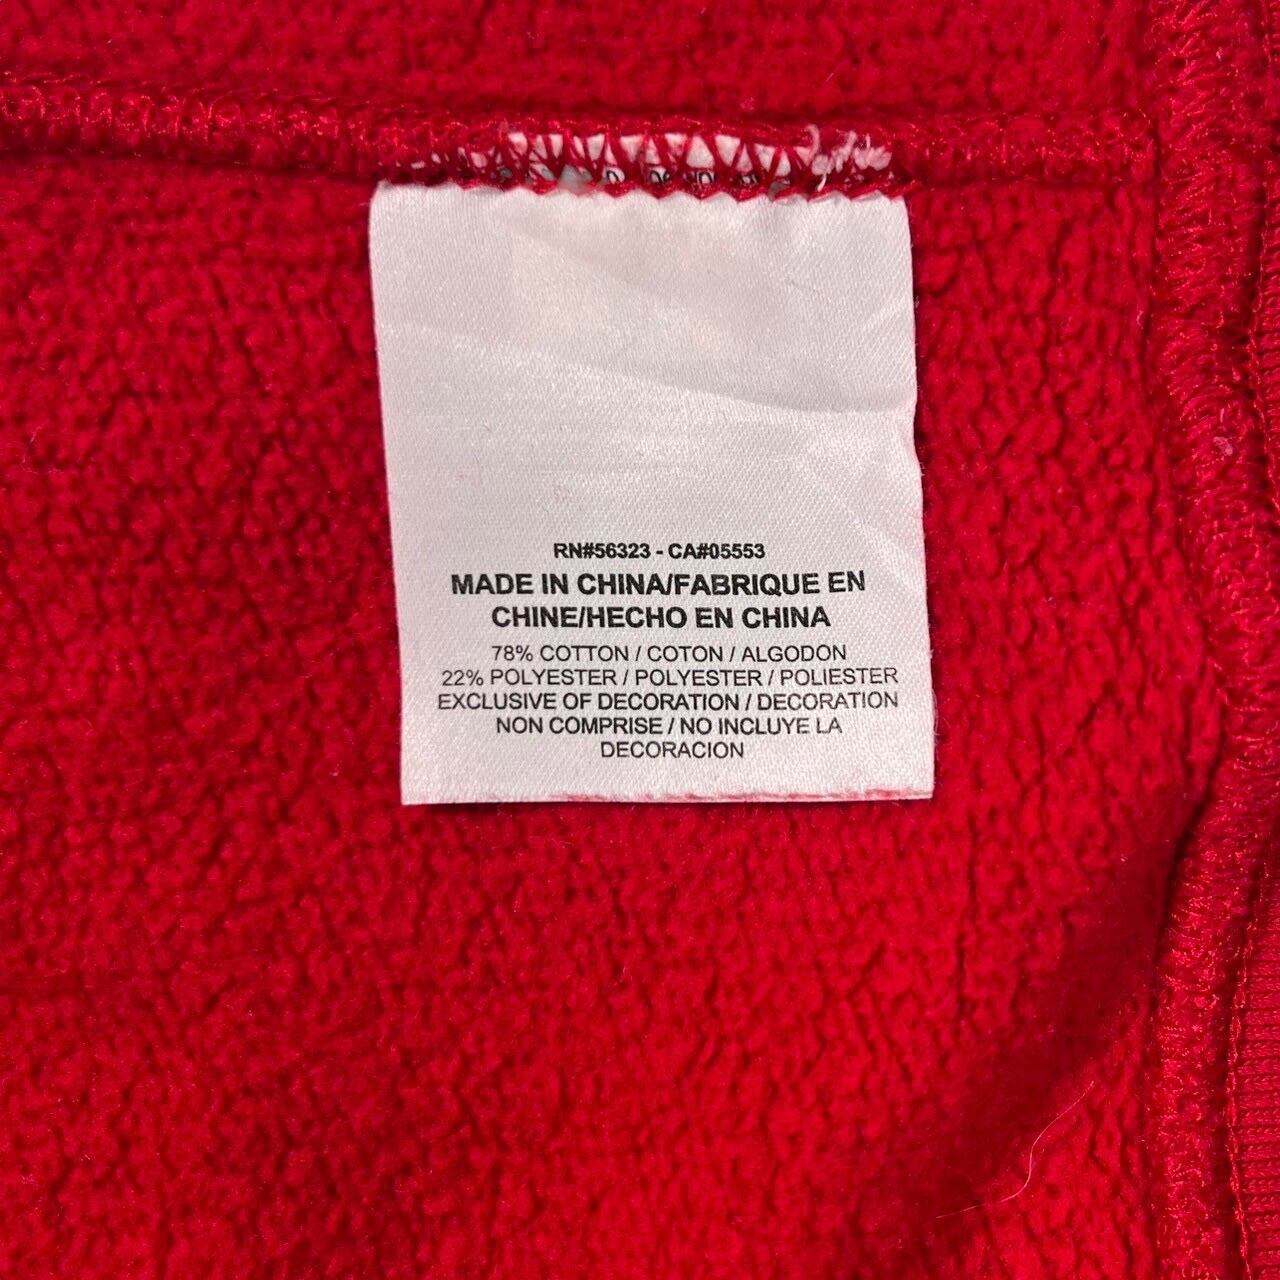 RN#56323 - CA#05553
MADE IN CHINA/FABRIQUE EN
CHINE/HECHO EN CHINA
78% COTTON / COTON / ALGODON
22% POLYESTER / POLYESTER / POLIESTER
EXCLUSIVE OF DECORATION / DECORATION
NON COMPRISE / NO INCLUYE LA
DECORACION